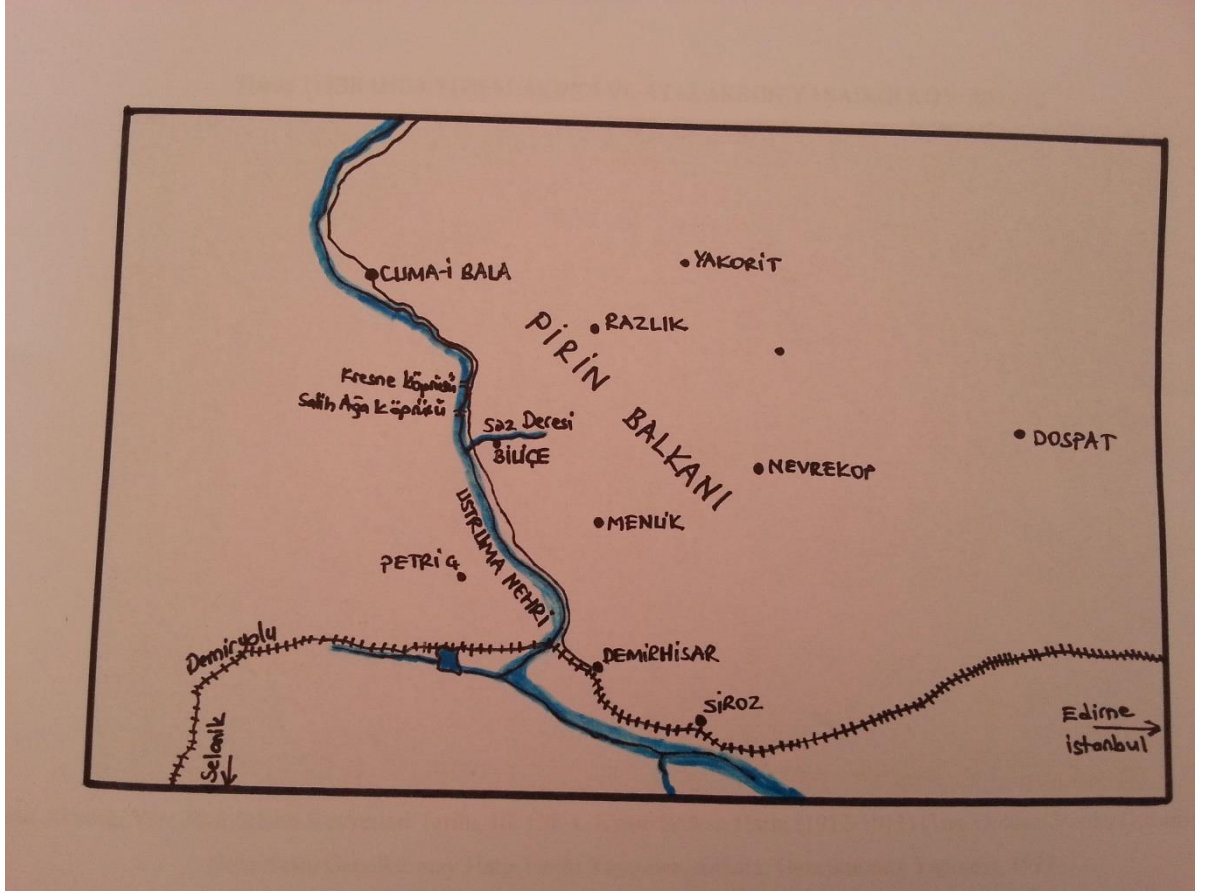 CUMA-İ BALA
YAKORİT
RAZLIK
PİRİN BALKANI
Kresne Köprüsü
Salih Ağa Köprüsü
Saz Deresi
BİLİÇE
DOSPAT
NEVREKOP
MENLİK
USTRUMA NEHRİ
PETRİÇ
Demiryolu
DEMİRHİSAR
SİROZ
Selanik
Edirne
İstanbul